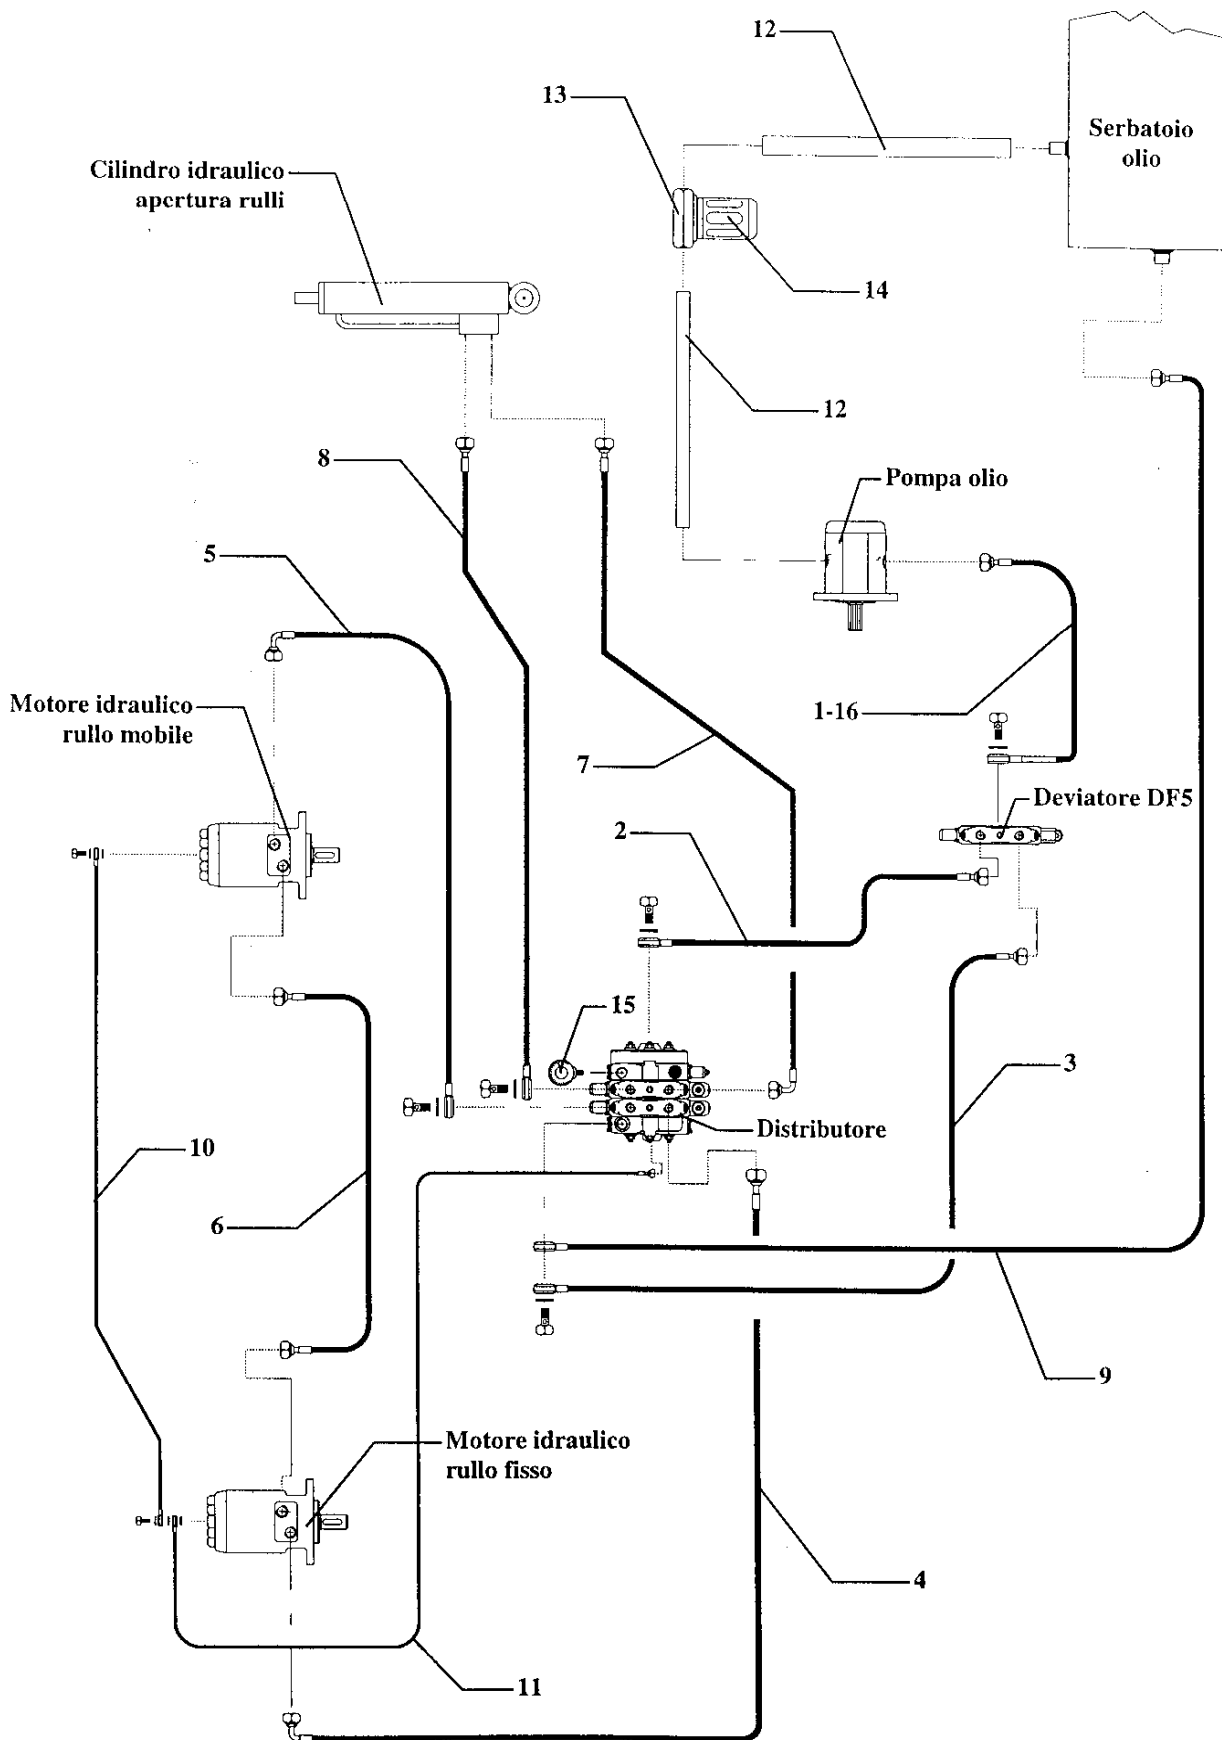 12
13
Serbatoio
olio
Cilindro idraulico
apertura rulli
14
12
8
Pompa olio
5
Motore idraulico
rullo mobile
1-16
7
Deviatore DF5
2
15
3
Distributore
10
6
9
Motore idraulico
rullo fisso
4
11